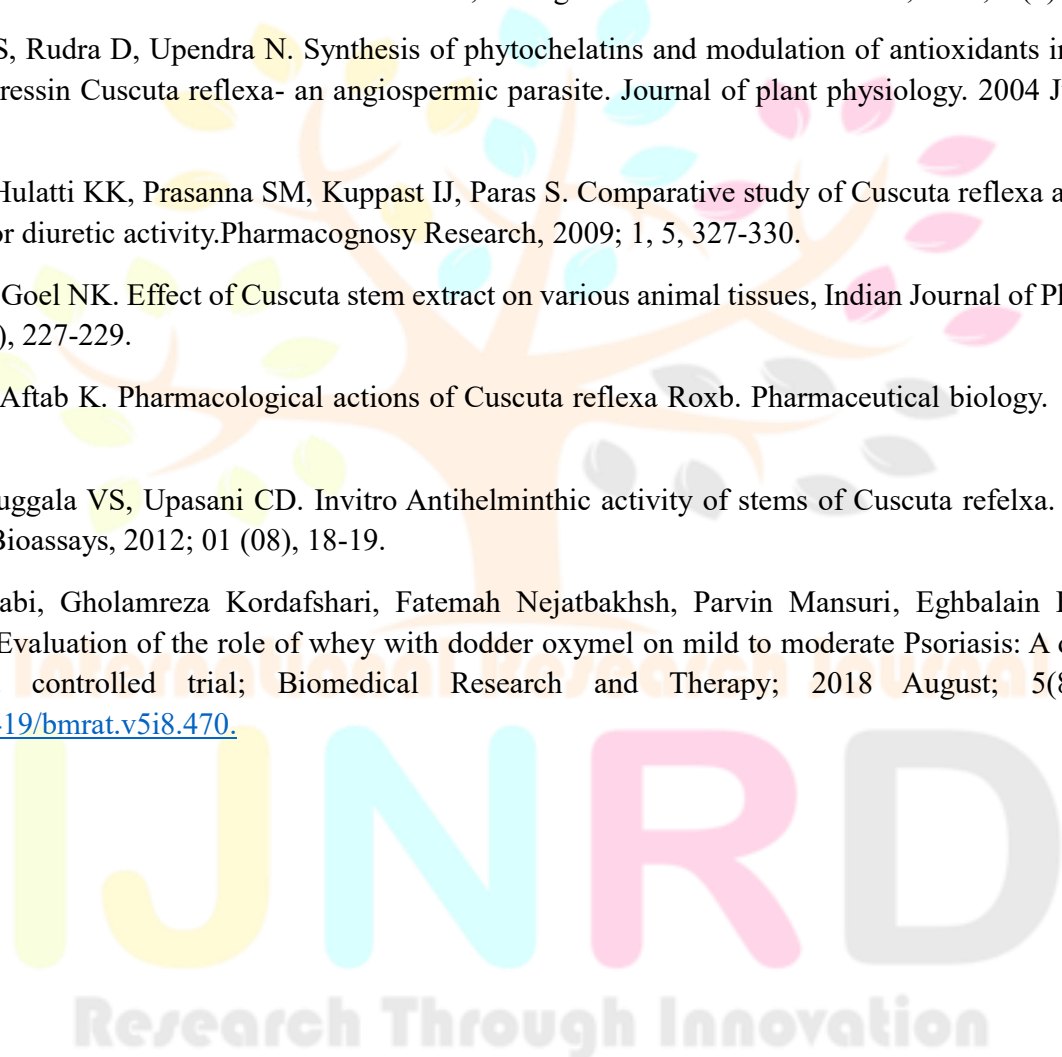 S, Rudra D, Upendra N. Synthesis of phytochelatins and modulation of antioxidants i
ressin Cuscuta reflexa- an angiospermic parasite. Journal of plant physiology. 2004 J
Hulatti KK, Prasanna SM, Kuppast IJ, Paras S. Comparative study of Cuscuta reflexa a
or diuretic activity.Pharmacognosy Research, 2009; 1, 5, 327-330.
Goel NK. Effect of Cuscuta stem extract on various animal tissues, Indian Journal of P
), 227-229.
Aftab K. Pharmacological actions of Cuscuta reflexa Roxb. Pharmaceutical biology.
uggala VS, Upasani CD. Invitro Antihelminthic activity of stems of Cuscuta refelxa.
Bioassays, 2012; 01 (08), 18-19.
abi, Gholamreza Kordafshari, Fatemah Nejatbakhsh, Parvin Mansuri, Eghbalain
Evaluation of the role of whey with dodder oxymel on mild to moderate Psoriasis: A
controlled trial; Biomedical Research and Therapy; 2018 August; 5(8
-19/bmrat.v5i8.470.
International Research Journal
IJNRD
Research Through Innovation